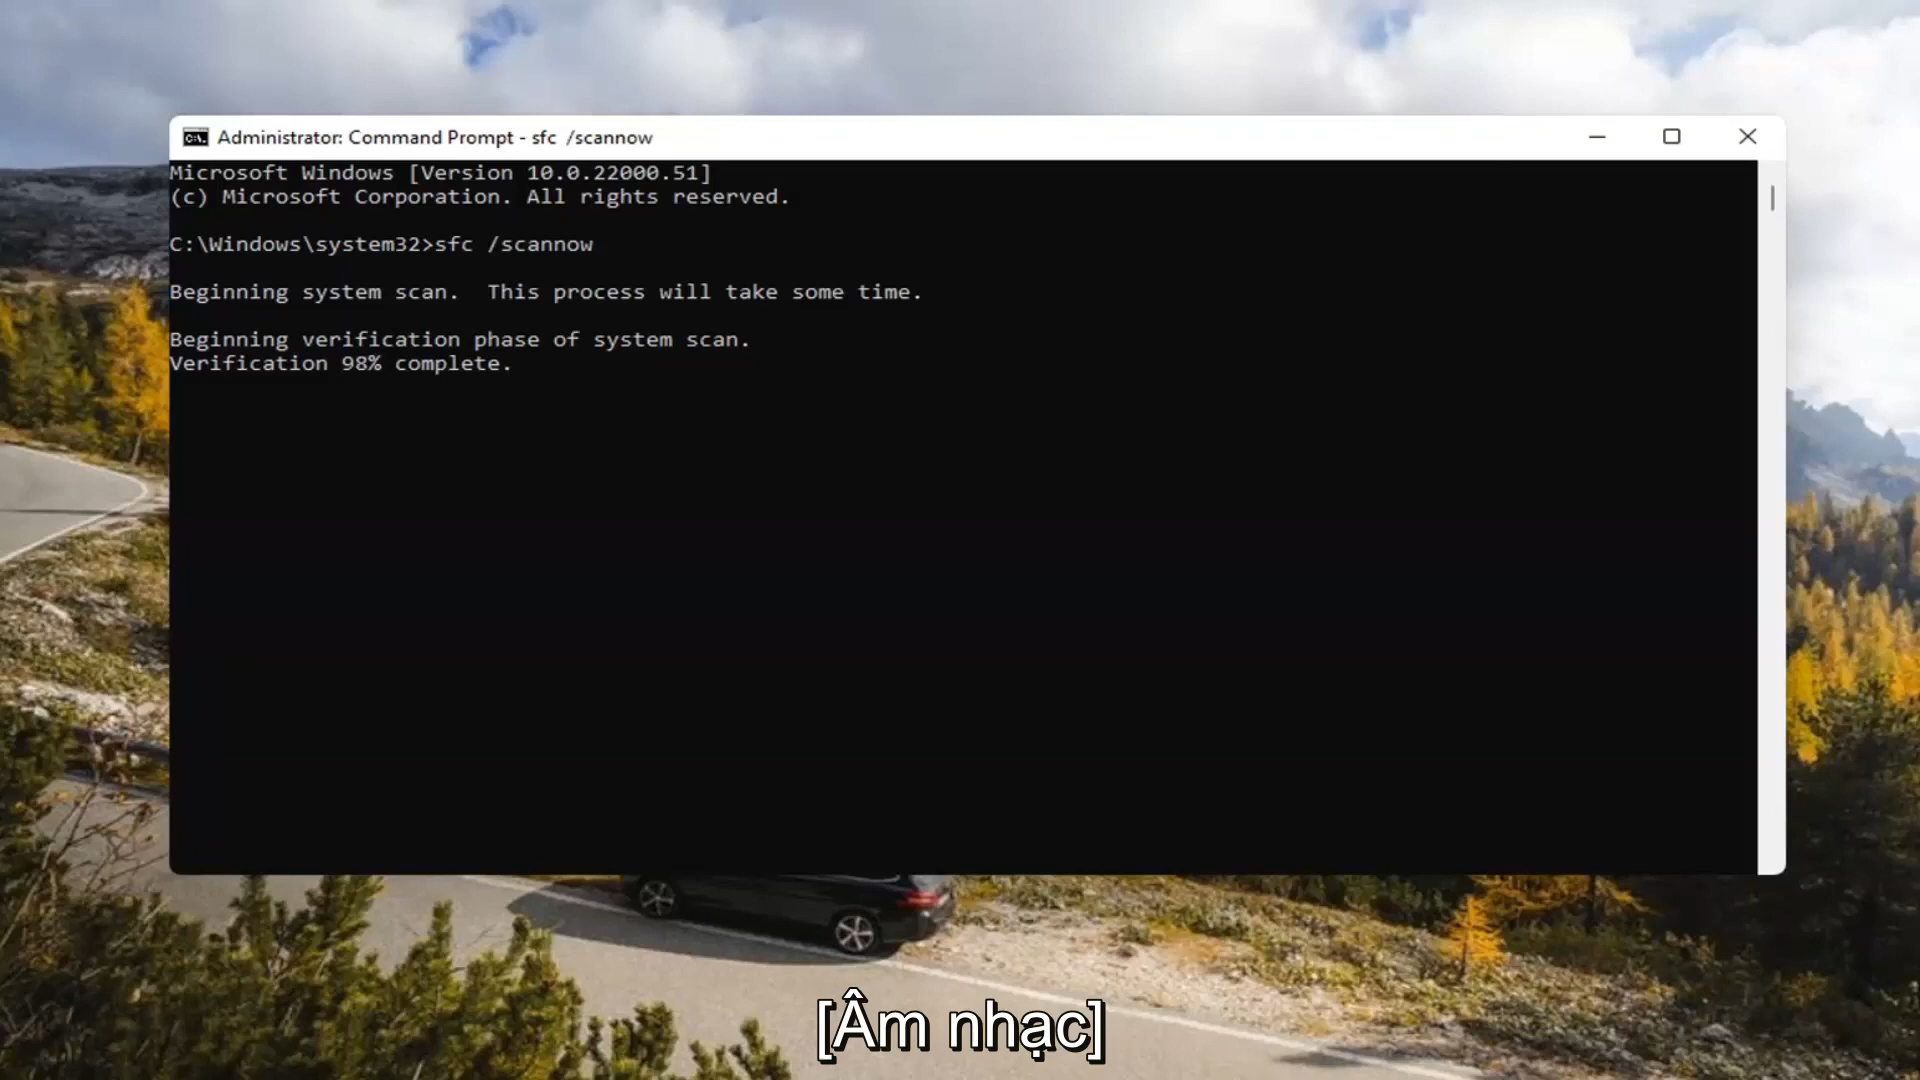 Administrator: Command Prompt - sfc  /scannow
Microsoft Windows [Version 10.0.22000.51]
(c) Microsoft Corporation. All rights reserved.
C:\Windows\system32>sfc /scannow
Beginning system scan.  This process will take some time.
Beginning verification phase of system scan.
Verification 98% complete.
[Âm nhạc]